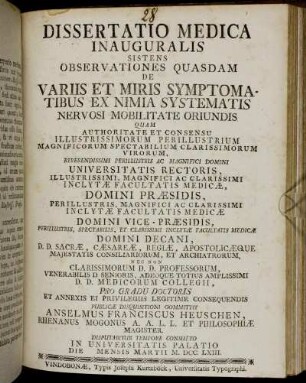 28
DISSERTATIO MEDICA
INAUGURALIS
SISTENS
OBSERVATIONES QUASDAM
DE
VARIIS ET MIRIS SYMPTOMA-
TIBUS EX NIMIA SYSTEMATIS
NERVOSI MOBILITATE ORIUNDIS
QUAM
AUTHORITATE ET CONSENSU
ILLUSTRISSIMORUM PERILLUSTRIUM
MAGNIFICORUM SPECTABILIUM CLARISSIMORUM
VIRORUM,
REVERENDISSIMI PERILLUSTRIS AC MAGNIFICI DOMINI
UNIVERSITATIS RECTORIS,
ILLUSTRISSIMI, MAGNIFICI AC CLARISSIMI
INCLYTÆ FACULTATIS MEDICÆ,
DOMINI PRÆSIDIS,
PERILLUSTRIS, MAGNIFICI AC CLARISSIMI
INCLYTÆ FACULTATIS MEDICÆ
DOMINI VICE-PRÆSIDIS,
PERILLUSTRIS, SPECTABILIS, ET CLARISSIMI INCLYTÆ FACULTATIS MEDICÆ
DOMINI DECANI,
D. D. SACRÆ, CÆSAREÆ, REGIÆ, APOSTOLICÆQUE
MAJESTATIS CONSILIARIORUM, ET ARCHIATRORUM,
NEC NON
CLARISSIMORUM D. D. PROFESSORUM,
VENERABILIS D SENIORIS, ADEOQUE TOTIUS AMPLISSIMI
D. D. MEDICORUM COLLEGII,
PRO GRADU DOCTORIS
ET ANNEXIS EI PRIVILEGIIS LEGITIME CONSEQUENDIS
PUBLICÆ DISQUISITIONI COMMITTIT
ANSELMUS FRANCISCUS HEUSCHEN,
RHENANUS MOGONUS A. A. L. L. ET PHILOSOPHIÆ
MAGISTER,
DISPUTABITUR THEORICE CONSUETO
IN UNIVERSITATIS PALATIO
DIE MENSIS MARTII M. DCC LXIII.
VINDOBONÆ, Typis Josephi Kurtzböck, Universitatis Typographi.